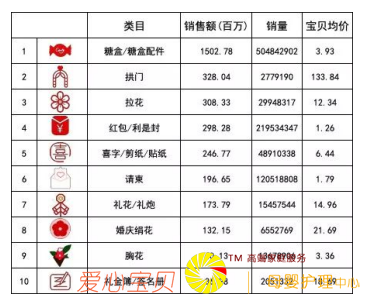 类目 销售额(百万) 销量 宝贝均价
1 糖盒/糖盒配件 1502.78 504842902 3.93
2 拱门 328.04 2779190 133.84
3 拉花 308.33 29948317 12.34
4 红包/利是封 298.28 219534347 1.26
5 喜字/剪纸/贴纸 246.77 48910338 6.44
6 请柬 196.65 120518808 1.79
7 礼花/礼炮 173.79 15457544 14.96
8 婚庆绢花 132.15 6552769 21.69
9 胸花 13678906 3.36
TM 高端家庭服务
10 礼金簿/签名册 2051332 18.69
爱心宝贝 母婴护理中心